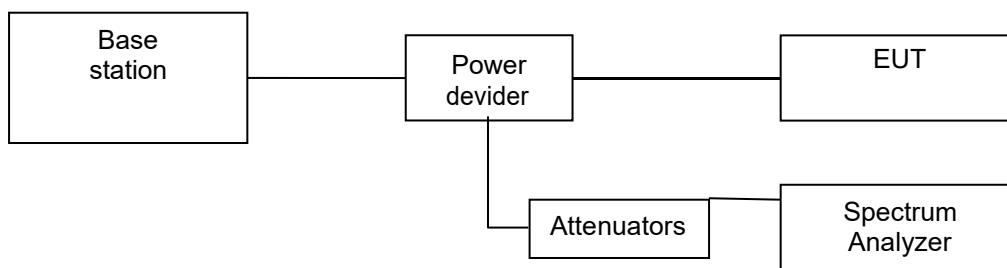 Base
station
Power
devider
EUT
Attenuators
Spectrum
Analyzer